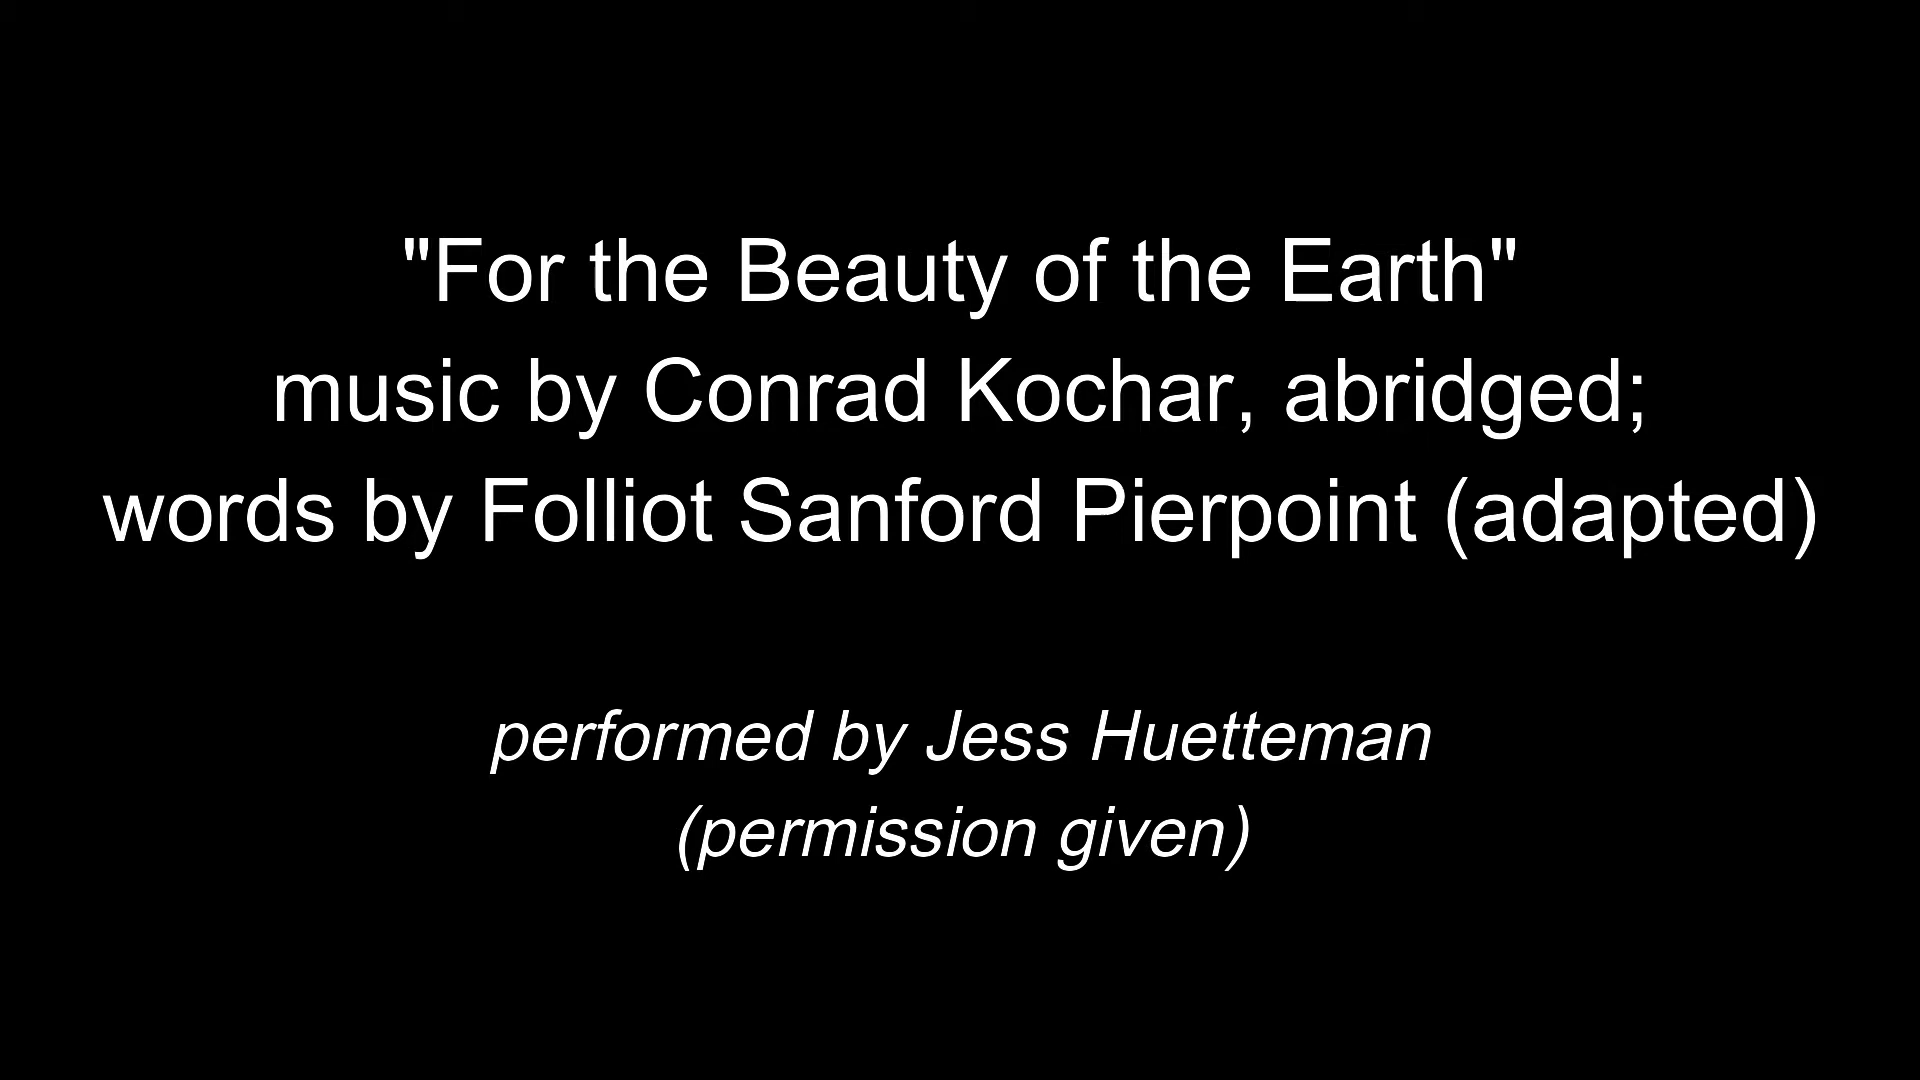 "For the Beauty of the Earth"
music by Conrad Kochar, abridged;
words by Folliot Sanford Pierpoint (adapted)
performed by Jess Huetteman
(permission given)